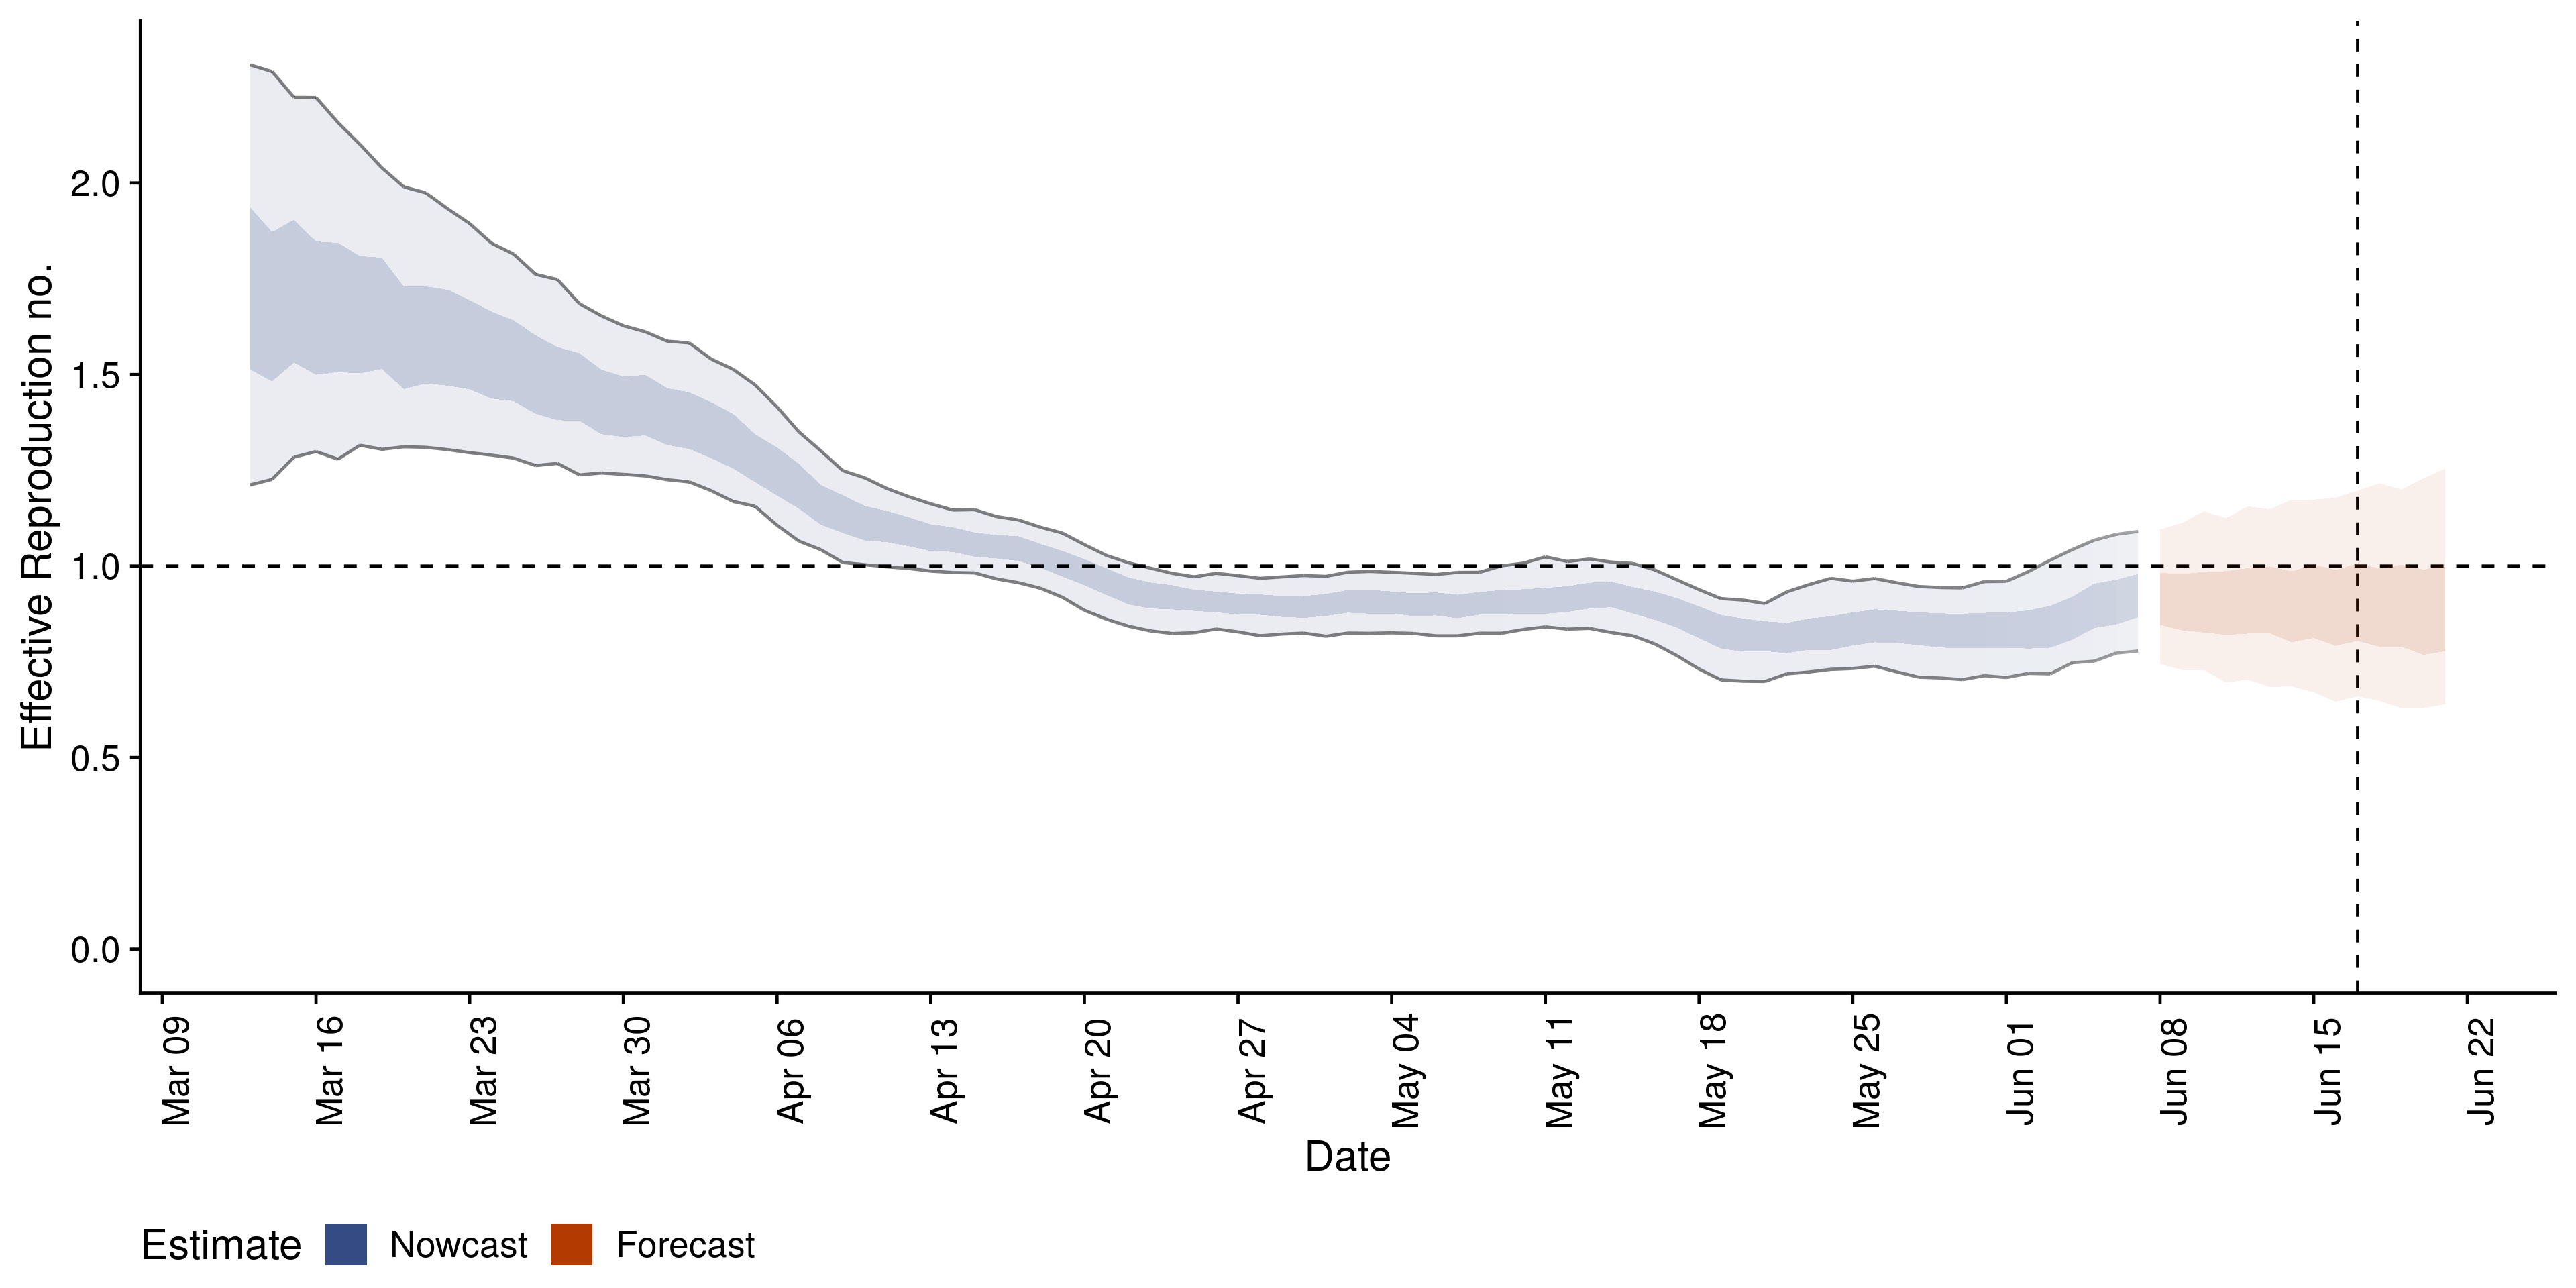 Effective Reproduction no.
2.0
1.5
1.0
0.5
0.0
Mar 09
Mar 16
Mar 23
Mar 30
Apr 06
Apr 13
Apr 20
Apr 27
May 04
May 11
May 18
May 25
Jun 01
Jun 08
Jun 15
Jun 22
Date
Estimate Nowcast Forecast